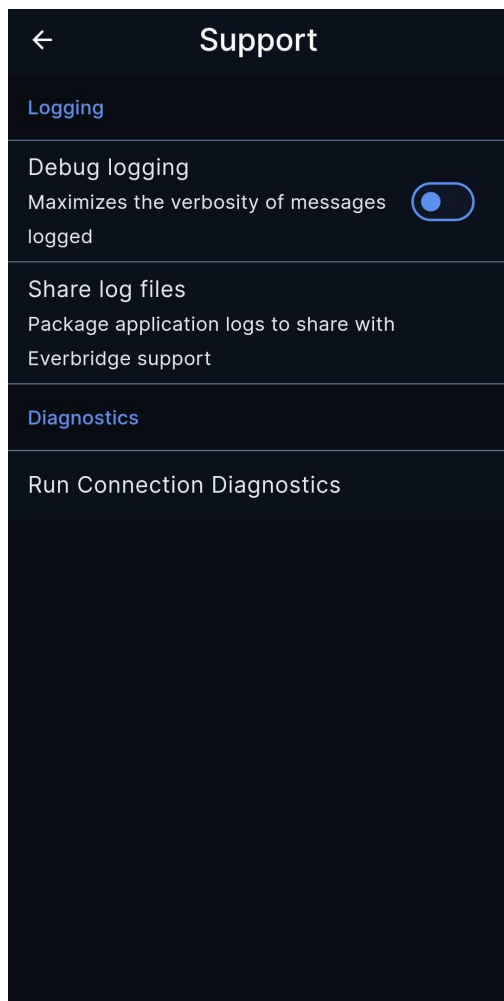 Support
Logging
Debug logging
Maximizes the verbosity of messages
logged
Share log files
Package application logs to share with
Everbridge support
Diagnostics
Run Connection Diagnostics